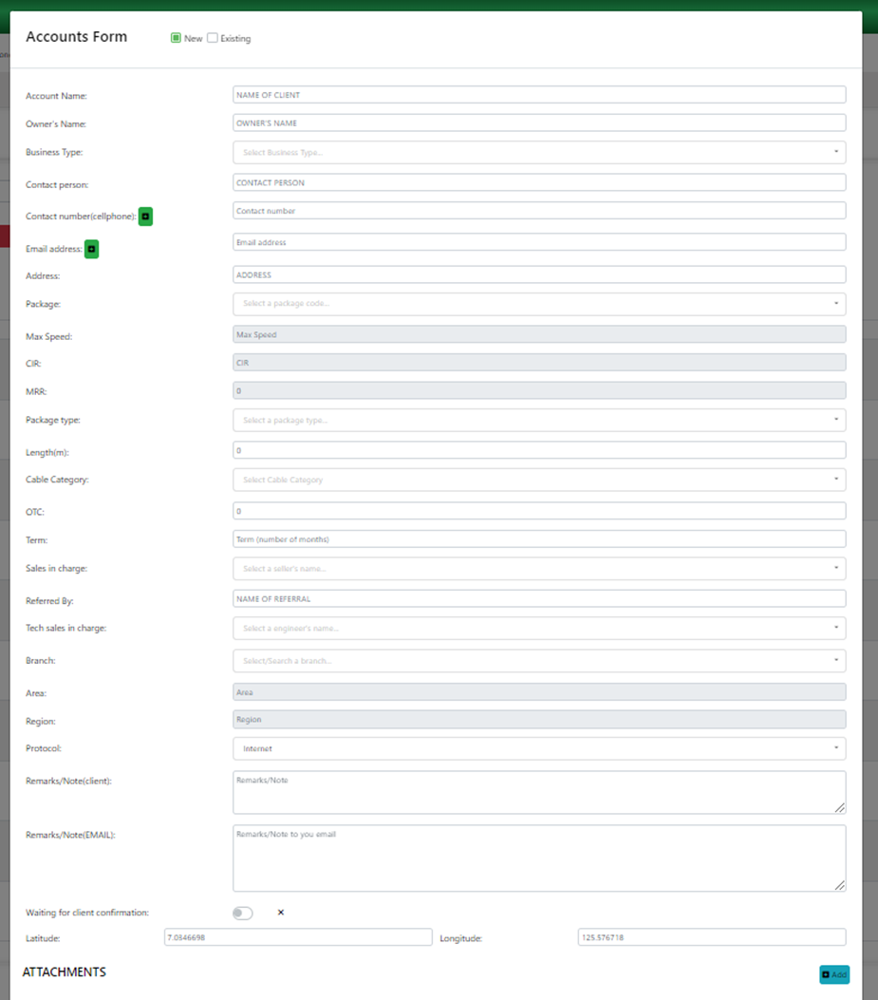 Accounts Form New Existing
Account Name: NAME OF CLIENT
Owner's Name: OWNER'S NAME
Business Type: Select Business Type...
Contact person: CONTACT PERSON
Contact number(cellphone): Contact number
Email address: Email address
Address: ADDRESS
Package: Select a package code...
Max Speed: Max Speed
CIR: CIR
MRR: 0
Package type: Select a package type...
Length(m): 0
Cable Category: Select Cable Category
OTC: 0
Term: Term (number of months)
Sales in charge: Select a seller's name...
Referred By: NAME OF REFERRAL
Tech sales in charge: Select a engineer's name...
Branch: Select/Search a branch...
Area: Area
Region: Region
Protocol: Internet
Remarks/Note(client): Remarks/Note
Remarks/Note(EMAIL): Remarks/Note to you email
Waiting for client confirmation:
Latitude: 7.0846698 Longitude: 125.576718
ATTACHMENTS Add